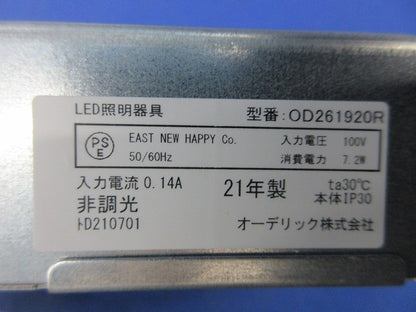 LED照明器具 型番:OD261920R
PS
E
EAST NEW HAPPY Co. 入力電圧 100V
50/60Hz 消費電力 7.2W
入力電流 0.14A 21年製 ta30℃
非調光 本体IP30
ﾄD210701 オーデリック株式会社